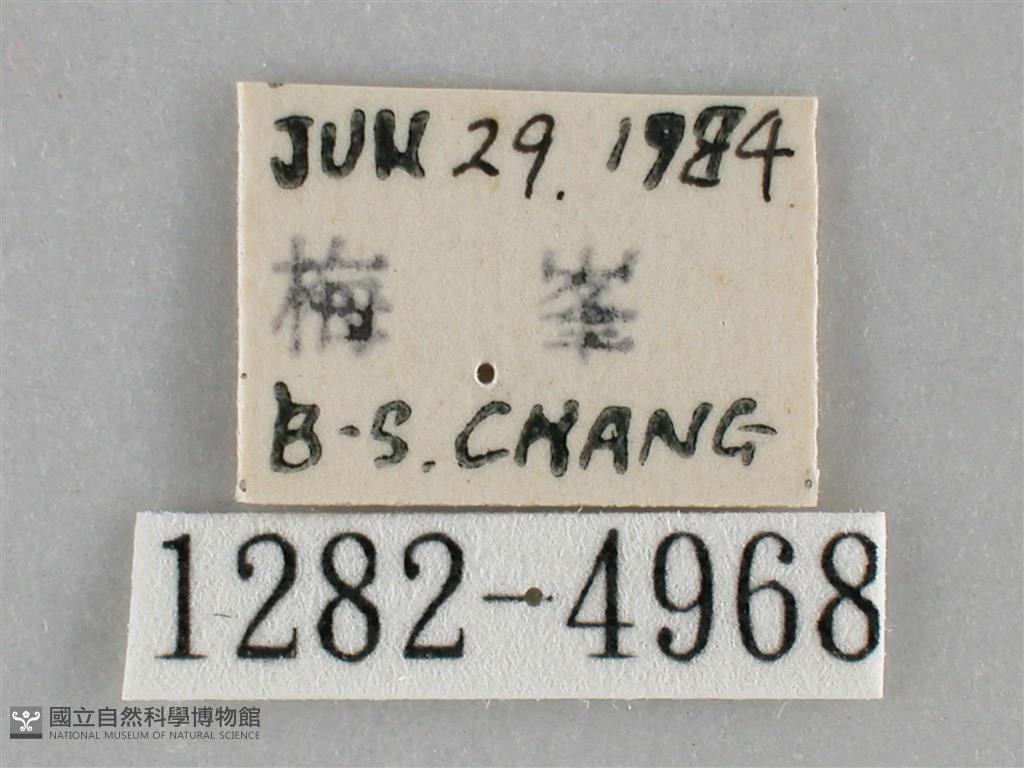 JUN 29. 1984
梅 峯
B-S. CHANG
1282-4968
國立自然科學博物館
NATIONAL MUSEUM OF NATURAL SCIENCE